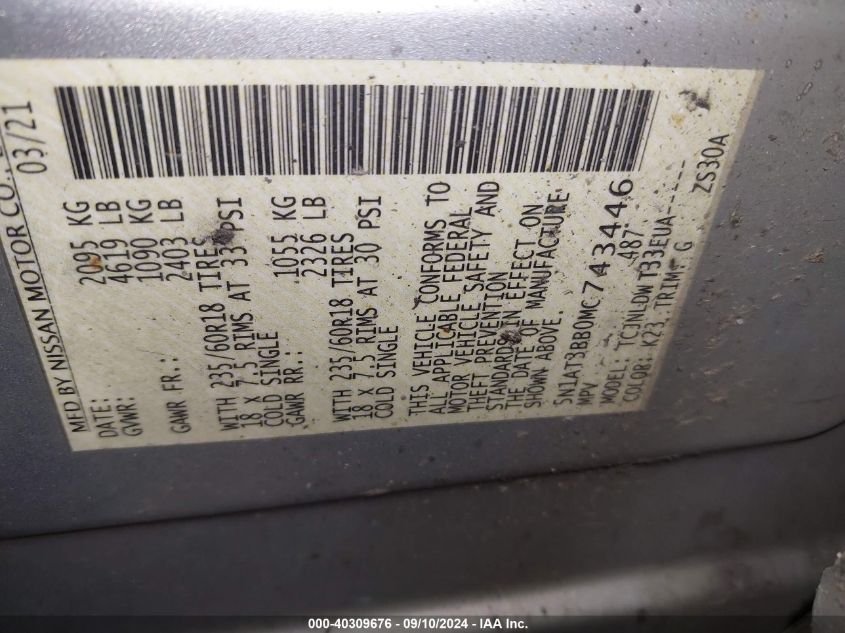 MFD BY NISSAN MOTOR CO.,
DATE: 03/21
GVWR: 2095 KG
4619 LB
GAWR FR.: 1090 KG
2403 LB
WITH 235/60R18 TIRES
18 X 7.5 RIMS AT 33 PSI
COLD SINGLE
GAWR RR.: 1055 KG
2326 LB
WITH 235/60R18 TIRES
18 X 7.5 RIMS AT 30 PSI
COLD SINGLE
THIS VEHICLE CONFORMS TO
ALL APPLICABLE FEDERAL
MOTOR VEHICLE SAFETY AND
THEFT PREVENTION
STANDARDS IN EFFECT ON
THE DATE OF MANUFACTURE
SHOWN ABOVE.
5N1AT3BB0MC743446
MPV 487
MODEL: TCJNLDW T33EUA-----
COLOR: K23 TRIM: G
ZS30A
000-40309676 - 09/10/2024 - IAA Inc.